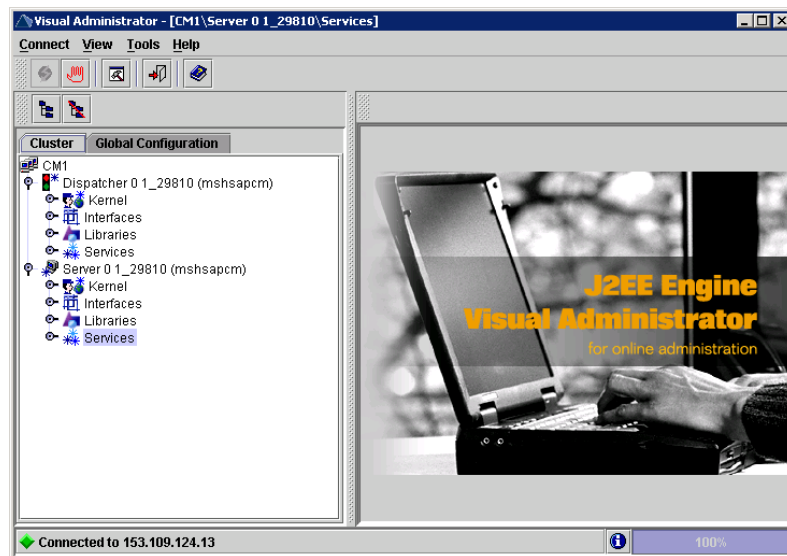 Visual Administrator - [CM1\Server 0 1_29810\Services]
Connect View Tools Help
Cluster Global Configuration
CM1
Dispatcher 0 1_29810 (mshsapcm)
Kernel
Interfaces
Libraries
Services
Server 0 1_29810 (mshsapcm)
Kernel
Interfaces
Libraries
Services
J2EE Engine
Visual Administrator
for online administration
Connected to 153.109.124.13
100%